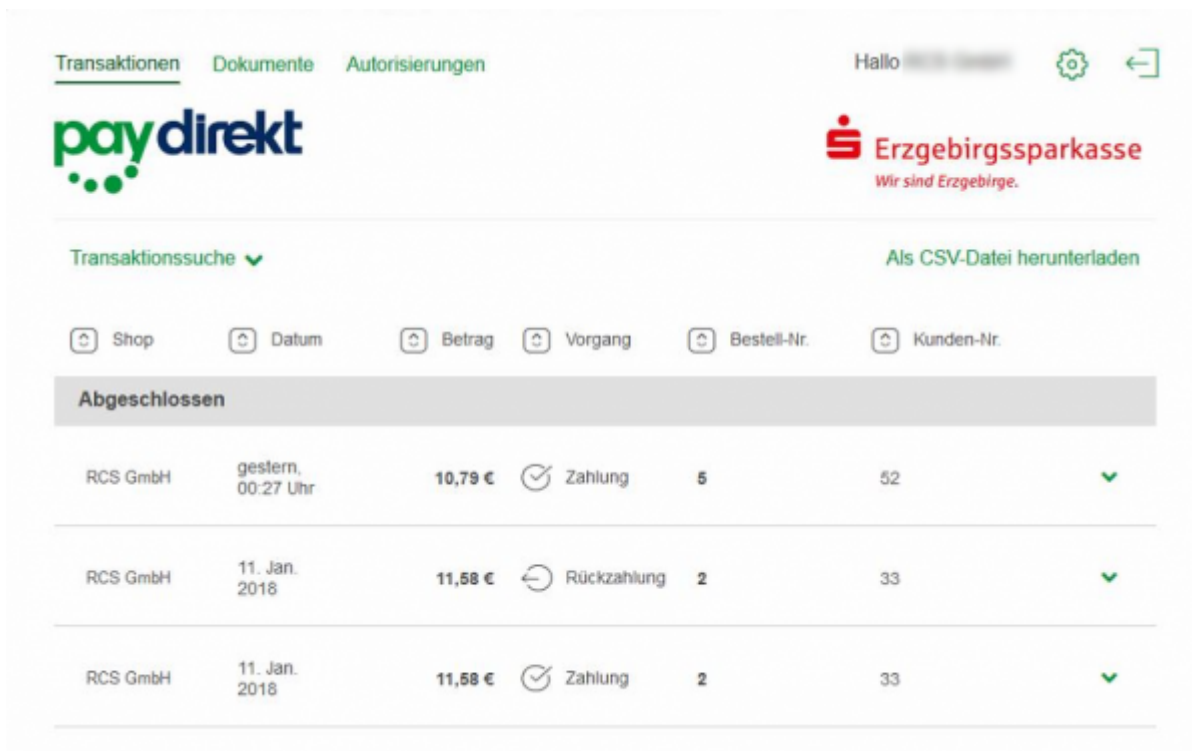 Transaktionen Dokumente Autorisierungen Hallo
paydirekt
Erzgebirgssparkasse
Wir sind Erzgebirge.
Transaktionssuche Als CSV-Datei herunterladen
Shop Datum Betrag Vorgang Bestell-Nr. Kunden-Nr.
Abgeschlossen
RCS GmbH gestern, 00:27 Uhr 10,79 € Zahlung 5 52
RCS GmbH 11. Jan. 2018 11,58 € Rückzahlung 2 33
RCS GmbH 11. Jan. 2018 11,58 € Zahlung 2 33